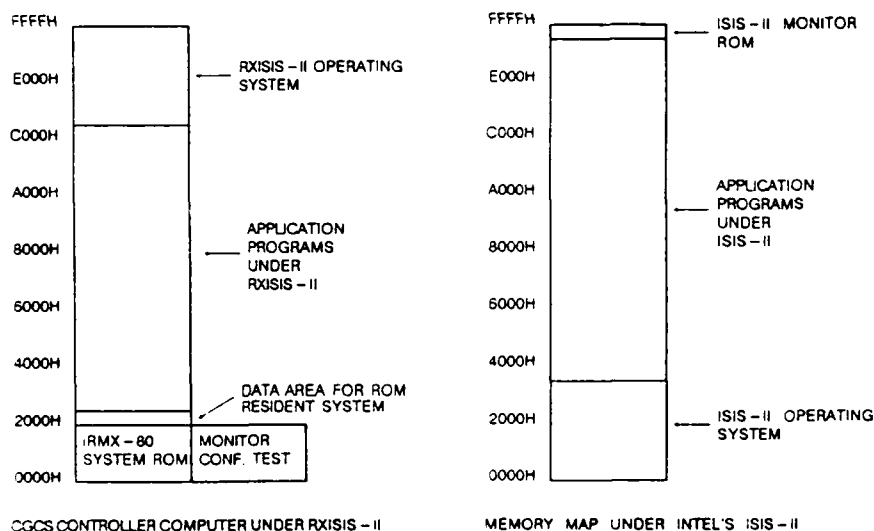 FFFFH
E000H
C000H
A000H
8000H
6000H
4000H
2000H
0000H
RXISIS-II OPERATING
SYSTEM
APPLICATION
PROGRAMS
UNDER
RXISIS-II
DATA AREA FOR ROM
RESIDENT SYSTEM
iRMX-80
SYSTEM ROM
MONITOR
CONF. TEST
CGCS CONTROLLER COMPUTER UNDER RXISIS-II
FFFFH
E000H
C000H
A000H
8000H
6000H
4000H
2000H
0000H
ISIS-II MONITOR
ROM
APPLICATION
PROGRAMS
UNDER
ISIS-II
ISIS-II OPERATING
SYSTEM
MEMORY MAP UNDER INTEL'S ISIS-II